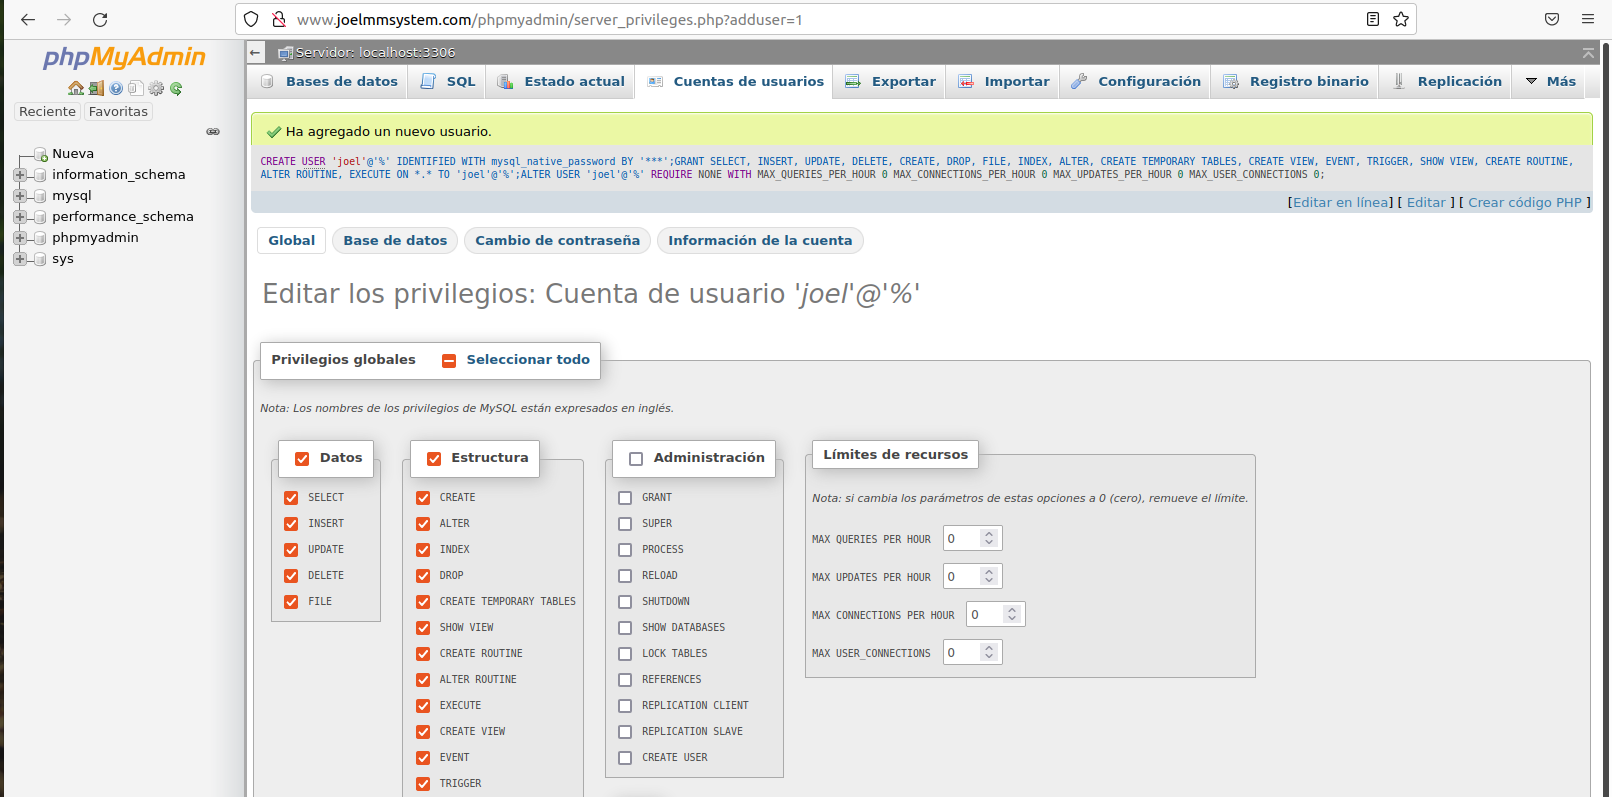 www.joelmmsystem.com/phpmyadmin/server_privileges.php?adduser=1
phpMyAdmin
Reciente Favoritas
Nueva
information_schema
mysql
performance_schema
phpmyadmin
sys
Servidor: localhost:3306
Bases de datos SQL Estado actual Cuentas de usuarios Exportar Importar Configuración Registro binario Replicación Más
Ha agregado un nuevo usuario.
CREATE USER 'joel'@'%' IDENTIFIED WITH mysql_native_password BY '***';GRANT SELECT, INSERT, UPDATE, DELETE, CREATE, DROP, FILE, INDEX, ALTER, CREATE TEMPORARY TABLES, CREATE VIEW, EVENT, TRIGGER, SHOW VIEW, CREATE ROUTINE,
ALTER ROUTINE, EXECUTE ON *.* TO 'joel'@'%';ALTER USER 'joel'@'%' REQUIRE NONE WITH MAX_QUERIES_PER_HOUR 0 MAX_CONNECTIONS_PER_HOUR 0 MAX_UPDATES_PER_HOUR 0 MAX_USER_CONNECTIONS 0;
[Editar en línea] [ Editar ] [ Crear código PHP ]
Global Base de datos Cambio de contraseña Información de la cuenta
Editar los privilegios: Cuenta de usuario 'joel'@'%'
Privilegios globales Seleccionar todo
Nota: Los nombres de los privilegios de MySQL están expresados en inglés.
Datos
SELECT
INSERT
UPDATE
DELETE
FILE
Estructura
CREATE
ALTER
INDEX
DROP
CREATE TEMPORARY TABLES
SHOW VIEW
CREATE ROUTINE
ALTER ROUTINE
EXECUTE
CREATE VIEW
EVENT
TRIGGER
Administración
GRANT
SUPER
PROCESS
RELOAD
SHUTDOWN
SHOW DATABASES
LOCK TABLES
REFERENCES
REPLICATION CLIENT
REPLICATION SLAVE
CREATE USER
Límites de recursos
Nota: si cambia los parámetros de estas opciones a 0 (cero), remueve el límite.
MAX QUERIES PER HOUR 0
MAX UPDATES PER HOUR 0
MAX CONNECTIONS PER HOUR 0
MAX USER_CONNECTIONS 0